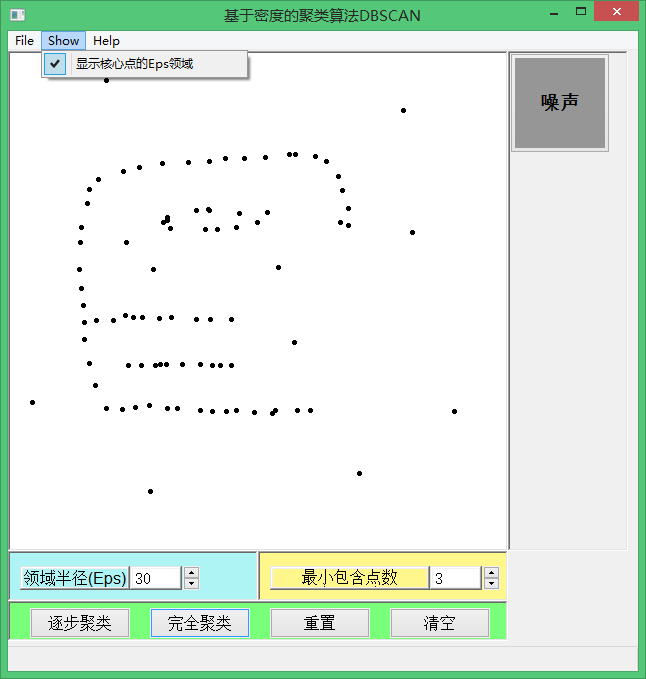 基于密度的聚类算法DBSCAN
File Show Help
显示核心点的Eps领域
噪声
领域半径(Eps) 30 最小包含点数 3
逐步聚类 完全聚类 重置 清空